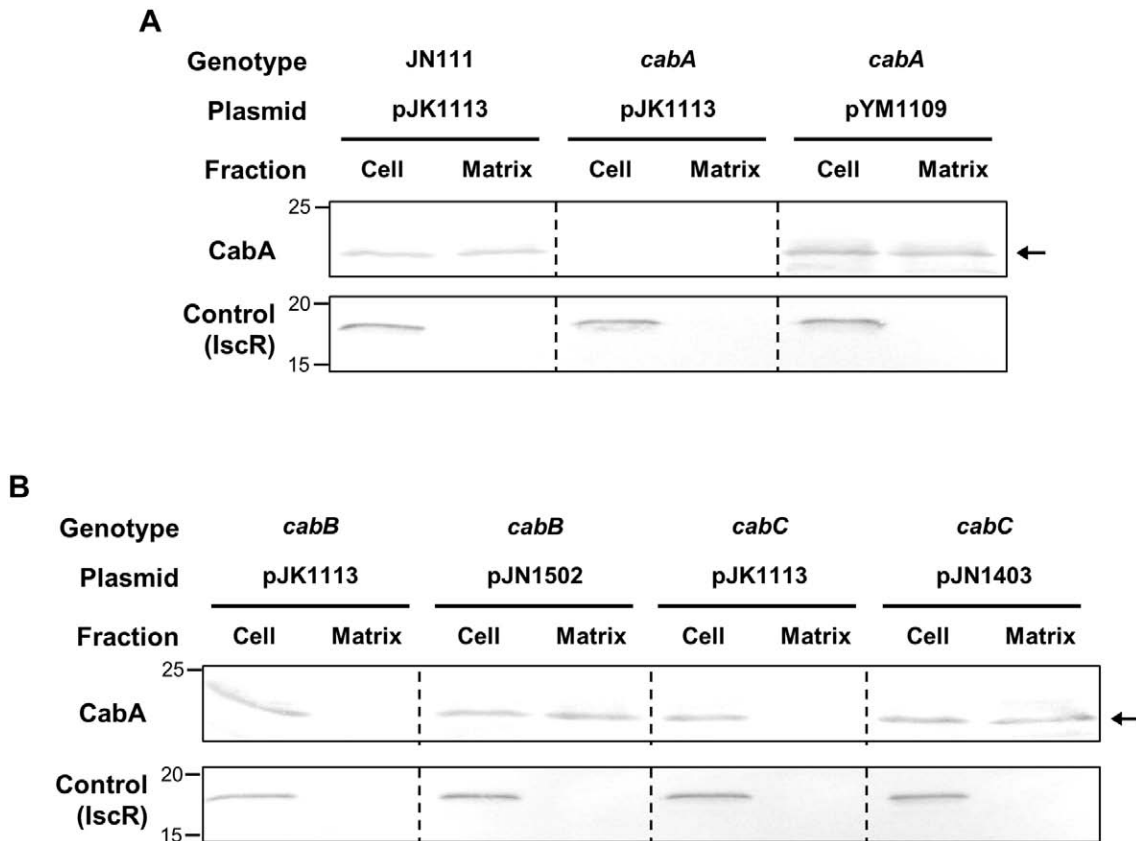 A
Genotype JN111 cabA cabA
Plasmid pJK1113 pJK1113 pYM1109
Fraction Cell Matrix Cell Matrix Cell Matrix
25
CabA
20
Control
(IscR)
15
B
Genotype cabB cabB cabC cabC
Plasmid pJK1113 pJN1502 pJK1113 pJN1403
Fraction Cell Matrix Cell Matrix Cell Matrix Cell Matrix
25
CabA
20
Control
(IscR)
15